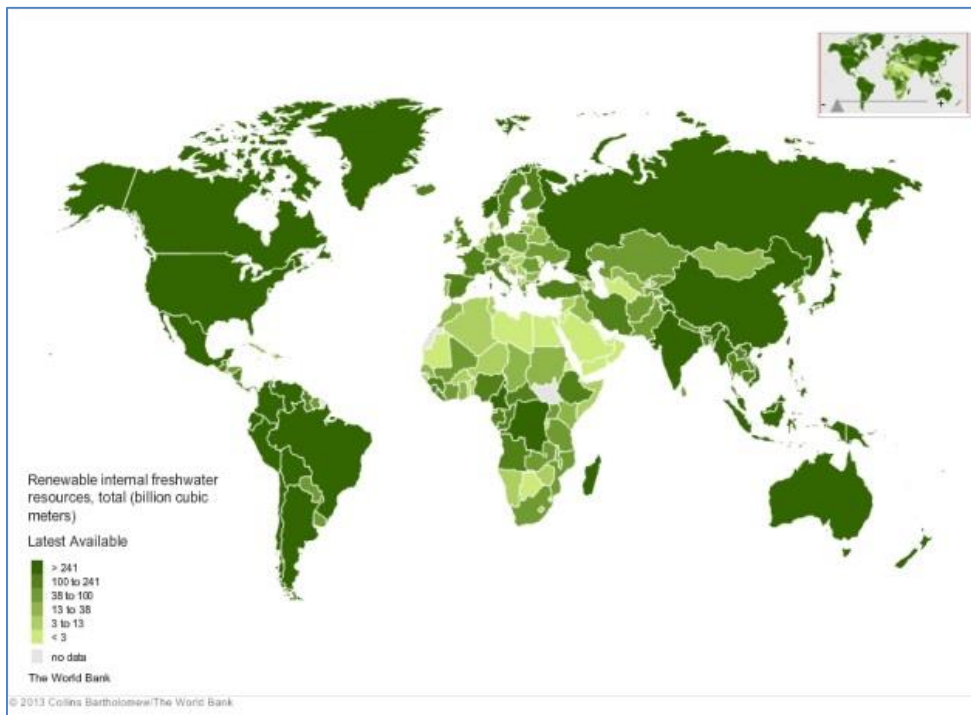 Renewable internal freshwater
resources, total (billion cubic
meters)
Latest Available
> 241
100 to 241
38 to 100
13 to 38
3 to 13
< 3
no data
The World Bank
© 2013 Collins Bartholomew/The World Bank